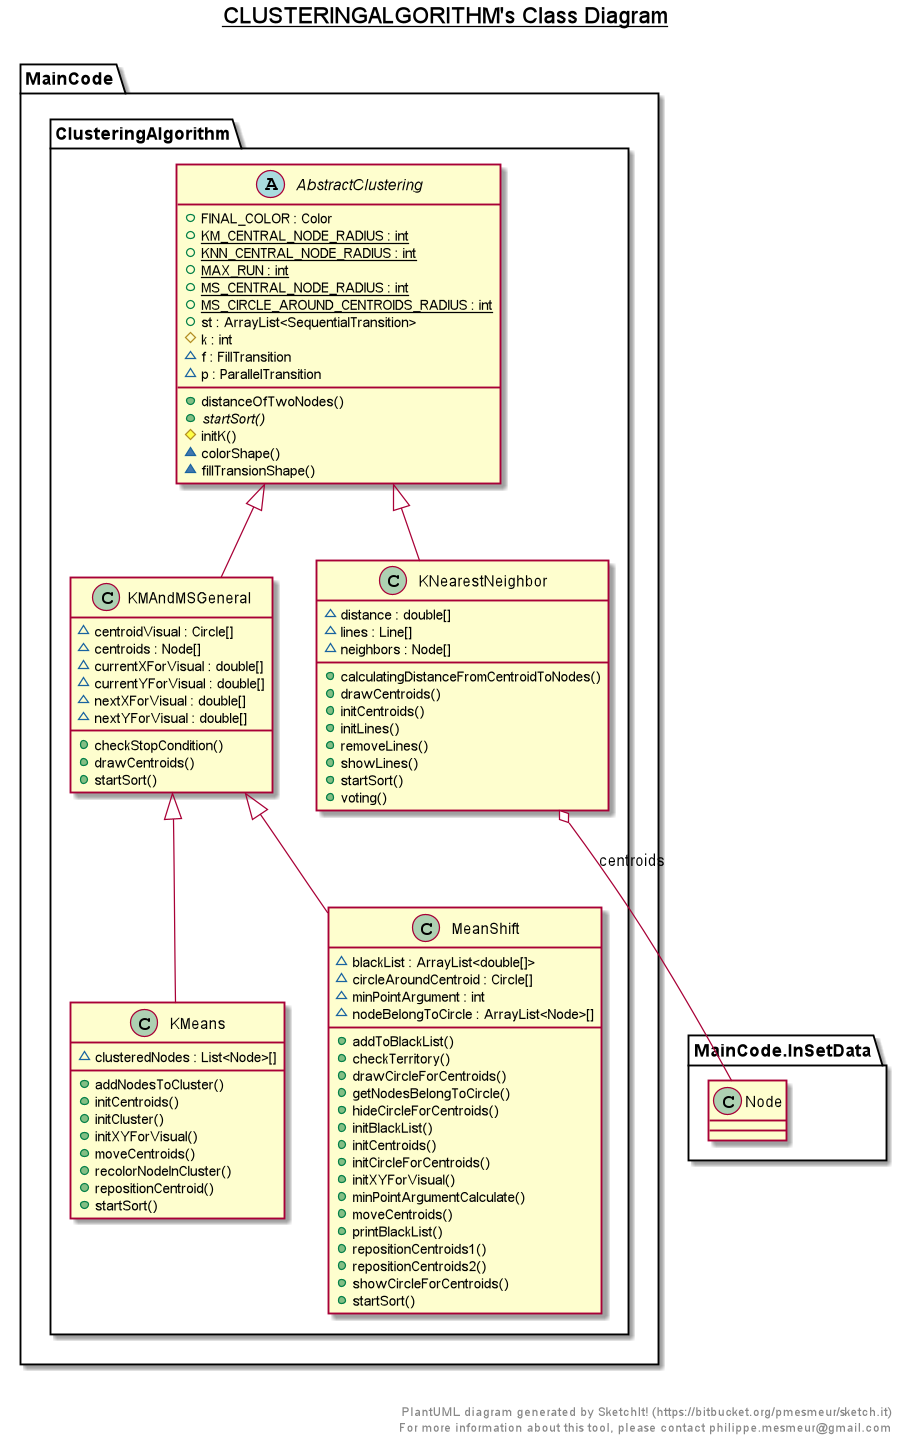 CLUSTERINGALGORITHM's Class Diagram
MainCode
ClusteringAlgorithm
A AbstractClustering
FINAL_COLOR : Color
KM_CENTRAL_NODE_RADIUS : int
KNN_CENTRAL_NODE_RADIUS : int
MAX_RUN : int
MS_CENTRAL_NODE_RADIUS : int
MS_CIRCLE_AROUND_CENTROIDS_RADIUS : int
st : ArrayList<SequentialTransition>
k : int
f : FillTransition
p : ParallelTransition
distanceOfTwoNodes()
startSort()
initK()
colorShape()
fillTransionShape()
C KMAndMSGeneral
centroidVisual : Circle[]
centroids : Node[]
currentXForVisual : double[]
currentYForVisual : double[]
nextXForVisual : double[]
nextYForVisual : double[]
checkStopCondition()
drawCentroids()
startSort()
C KNearestNeighbor
distance : double[]
lines : Line[]
neighbors : Node[]
calculatingDistanceFromCentroidToNodes()
drawCentroids()
initCentroids()
initLines()
removeLines()
showLines()
startSort()
voting()
centroids
C KMeans
clusteredNodes : List<Node>[]
addNodesToCluster()
initCentroids()
initCluster()
initXYForVisual()
moveCentroids()
recolorNodeInCluster()
repositionCentroid()
startSort()
C MeanShift
blackList : ArrayList<double[]>
circleAroundCentroid : Circle[]
minPointArgument : int
nodeBelongToCircle : ArrayList<Node>[]
addToBlackList()
checkTerritory()
drawCircleForCentroids()
getNodesBelongToCircle()
hideCircleForCentroids()
initBlackList()
initCentroids()
initCircleForCentroids()
initXYForVisual()
minPointArgumentCalculate()
moveCentroids()
printBlackList()
repositionCentroids1()
repositionCentroids2()
showCircleForCentroids()
startSort()
MainCode.InSetData
C Node
PlantUML diagram generated by SketchIt! (https://bitbucket.org/pmesmeur/sketch.it)
For more information about this tool, please contact philippe.mesmeur@gmail.com